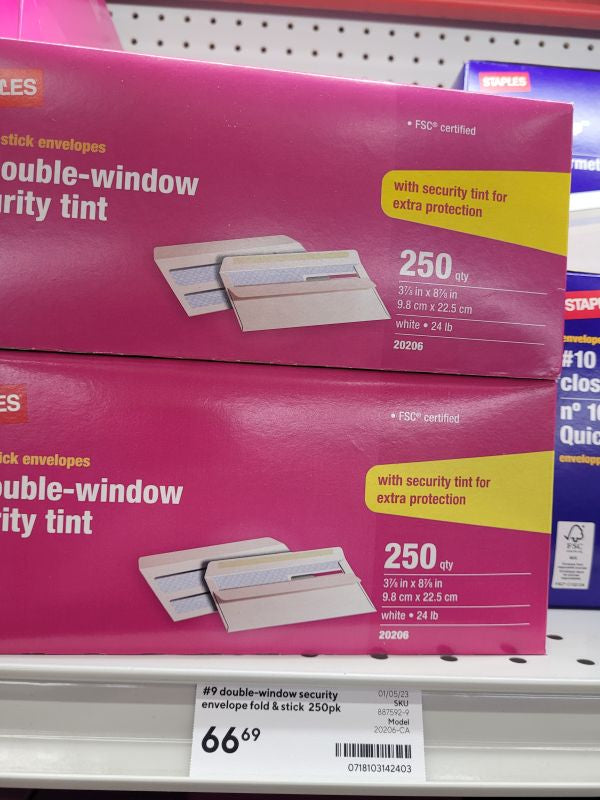 STAPLES
FSC® certified
stick envelopes
ouble-window
rity tint
with security tint for
extra protection
250 qty
3⅞ in x 8⅞ in
9.8 cm x 22.5 cm
white • 24 lb
20206
• FSC® certified
ck envelopes
uble-window
ity tint
with security tint for
extra protection
250 qty
3⅞ in x 8⅞ in
9.8 cm x 22.5 cm
white • 24 lb
20206
STAP
#10
clos
nº 10
Quic
FSC
#9 double-window security
envelope fold & stick 250pk
66 69
01/05/23
SKU
887592-9
Model
20206-CA
0718103142403